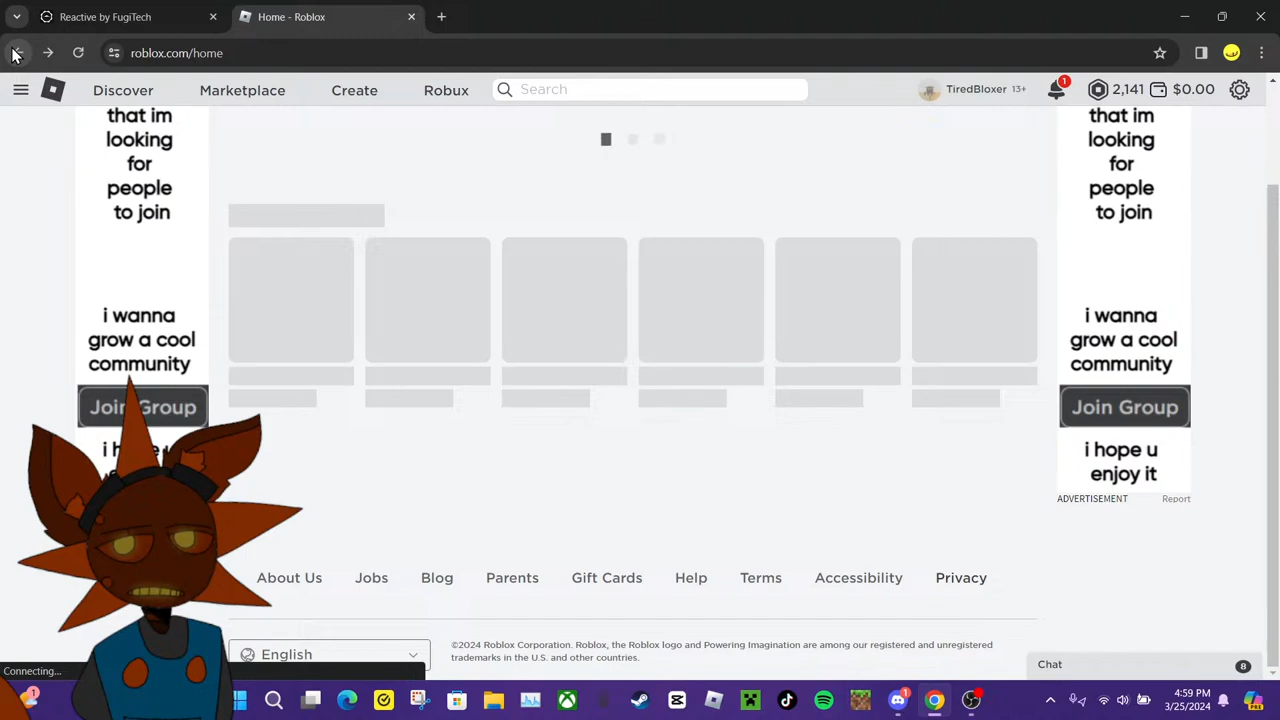 Reactive by FugiTech
Home - Roblox
roblox.com/home
Discover
Marketplace
Create
Robux
Search
TiredBloxer 13+
1
2,141
$0.00
that im
looking
for
people
to join
i wanna
grow a cool
community
Join Group
that im
looking
for
people
to join
i wanna
grow a cool
community
Join Group
i hope u
enjoy it
ADVERTISEMENT
Report
About Us
Jobs
Blog
Parents
Gift Cards
Help
Terms
Accessibility
Privacy
English
©2024 Roblox Corporation. Roblox, the Roblox logo and Powering Imagination are among our registered and unregistered
trademarks in the U.S. and other countries.
Chat
8
Connecting...
1
1
4:59 PM
3/25/2024